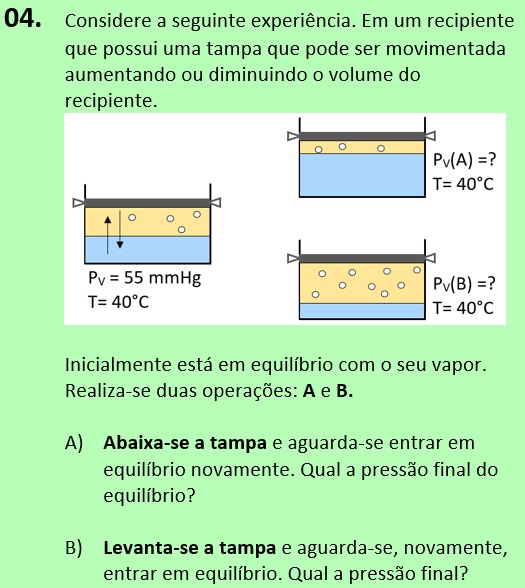 04. Considere a seguinte experiência. Em um recipiente
que possui uma tampa que pode ser movimentada
aumentando ou diminuindo o volume do
recipiente.
Pv(A) =?
T= 40°C
Pv = 55 mmHg
T= 40°C
Pv(B) =?
T= 40°C
Inicialmente está em equilíbrio com o seu vapor.
Realiza-se duas operações: A e B.
A) Abaixa-se a tampa e aguarda-se entrar em
equilíbrio novamente. Qual a pressão final do
equilíbrio?
B) Levanta-se a tampa e aguarda-se, novamente,
entrar em equilíbrio. Qual a pressão final?